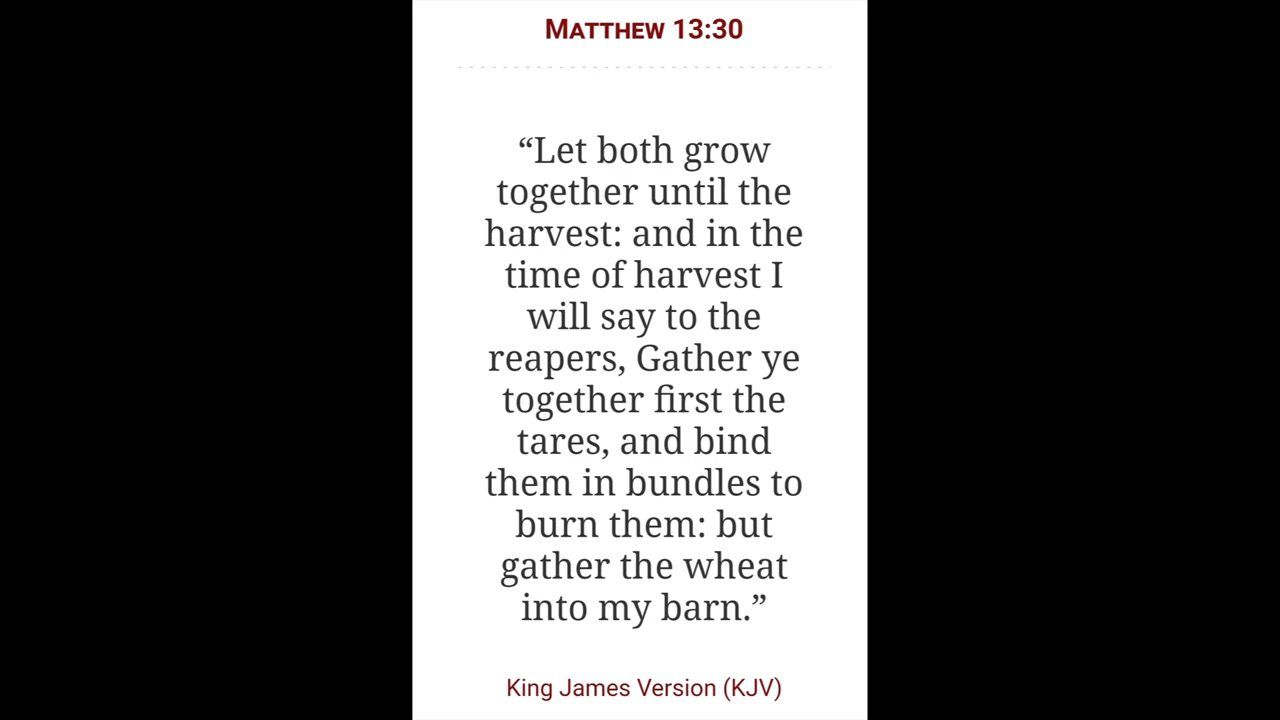 Matthew 13:30
“Let both grow
together until the
harvest: and in the
time of harvest I
will say to the
reapers, Gather ye
together first the
tares, and bind
them in bundles to
burn them: but
gather the wheat
into my barn.”
King James Version (KJV)